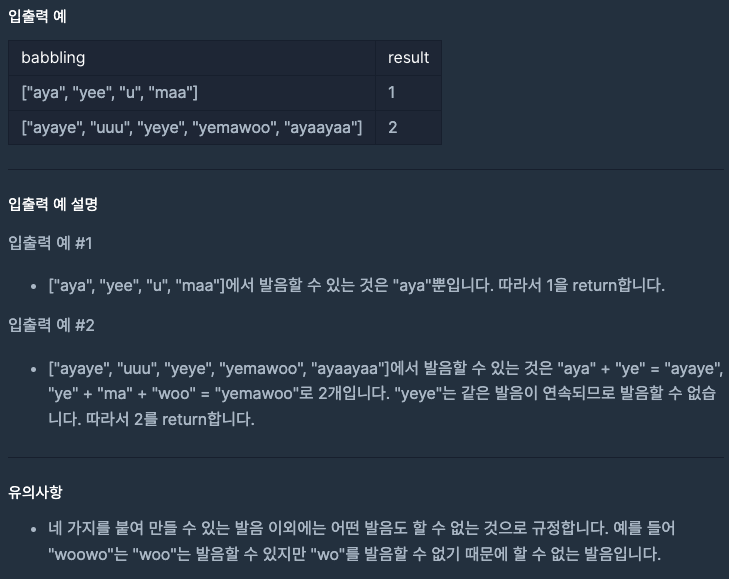 입출력 예
babbling result
["aya", "yee", "u", "maa"] 1
["ayaye", "uuu", "yeye", "yemawoo", "ayaayaa"] 2
입출력 예 설명
입출력 예 #1
• ["aya", "yee", "u", "maa"]에서 발음할 수 있는 것은 "aya"뿐입니다. 따라서 1을 return합니다.
입출력 예 #2
• ["ayaye", "uuu", "yeye", "yemawoo", "ayaayaa"]에서 발음할 수 있는 것은 "aya" + "ye" = "ayaye",
"ye" + "ma" + "woo" = "yemawoo"로 2개입니다. "yeye"는 같은 발음이 연속되므로 발음할 수 없습
니다. 따라서 2를 return합니다.
유의사항
• 네 가지를 붙여 만들 수 있는 발음 이외에는 어떤 발음도 할 수 없는 것으로 규정합니다. 예를 들어
"woowo"는 "woo"는 발음할 수 있지만 "wo"를 발음할 수 없기 때문에 할 수 없는 발음입니다.